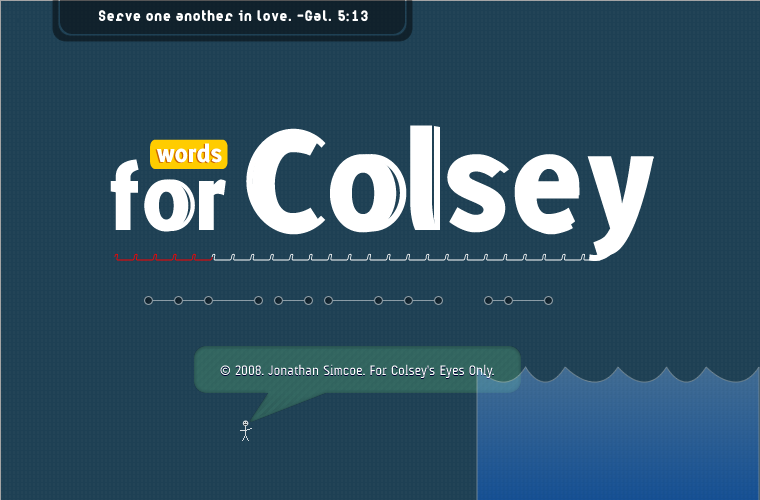 Serve one another in love. -Gal. 5:13
words
for Colsey
© 2008. Jonathan Simcoe. For Colsey's Eyes Only.